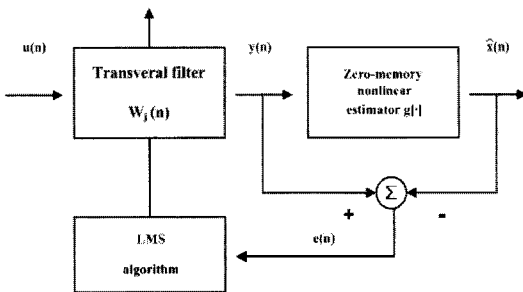 u(n)
Transveral filter
W_j (n)
y(n)
Zero-memory
nonlinear
estimator g[·]
x̂(n)
Σ
+
-
e(n)
LMS
algorithm